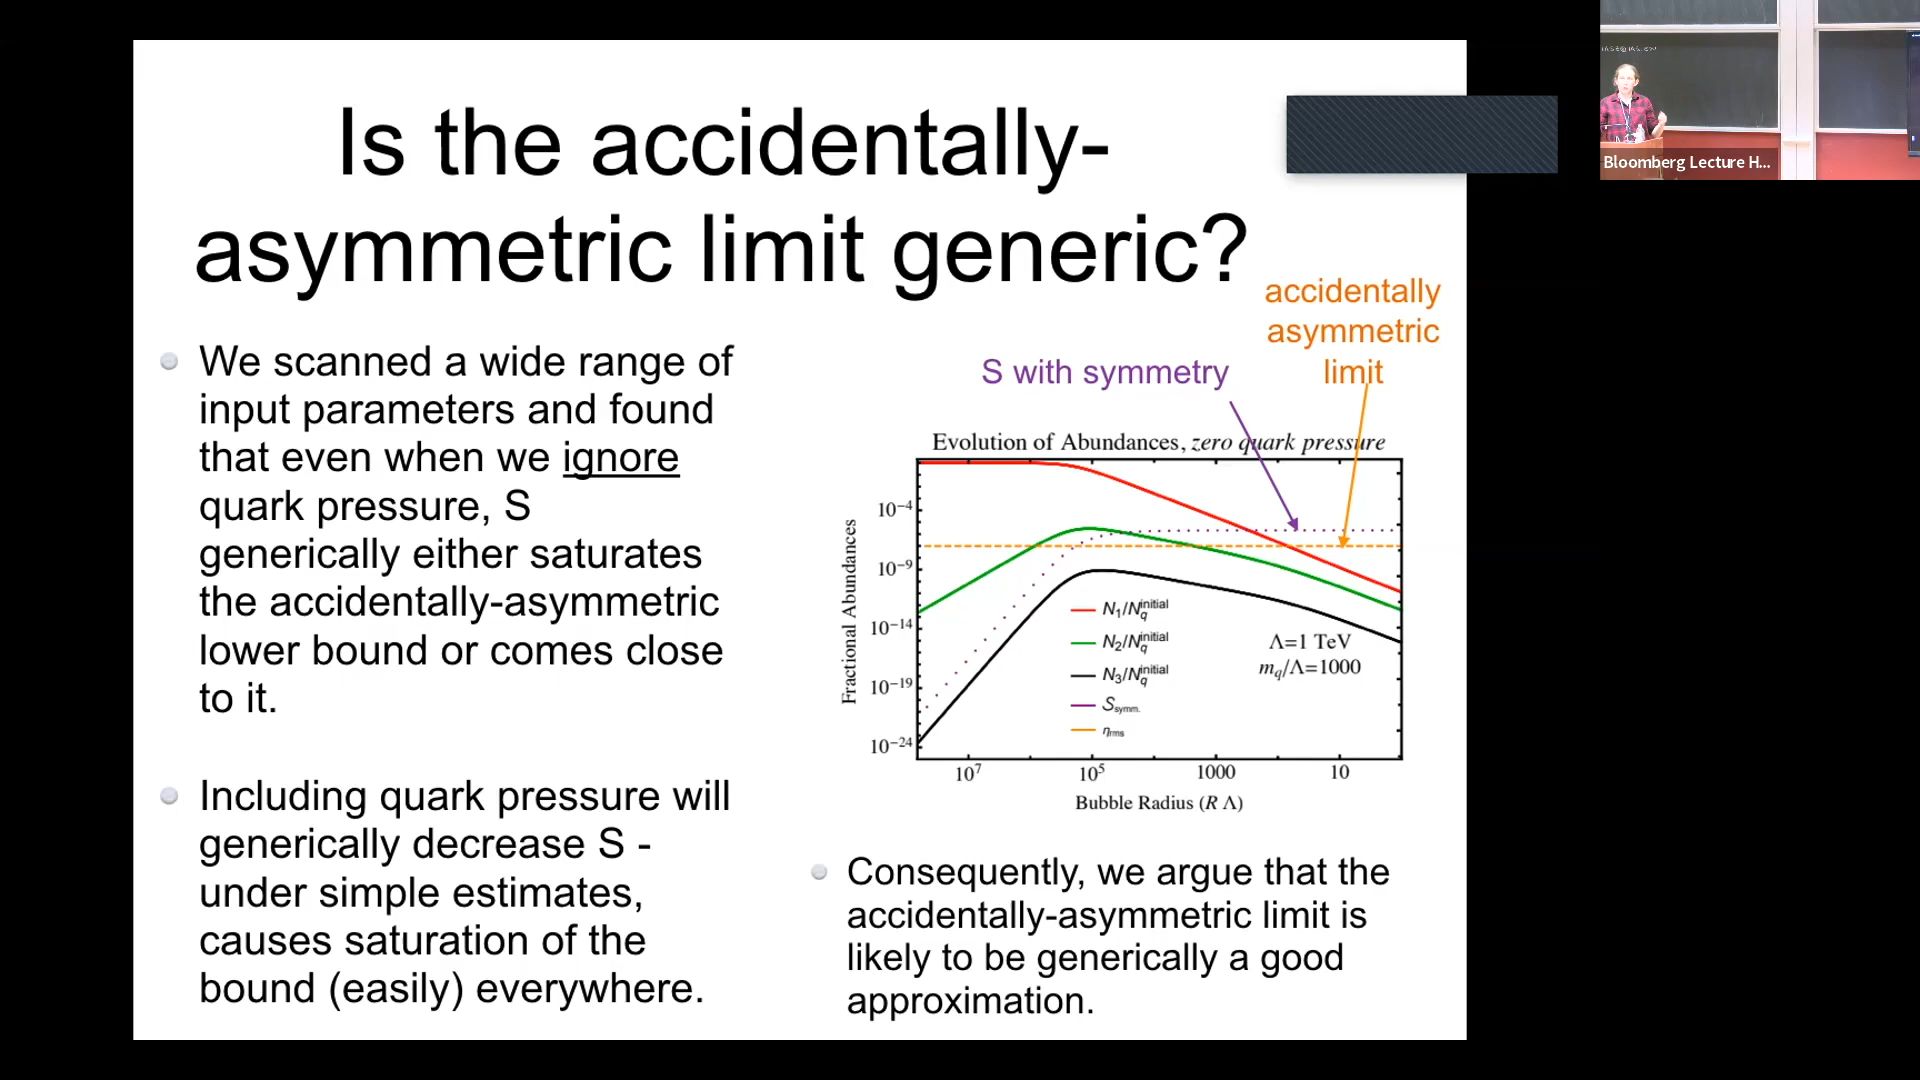 Is the accidentally-
asymmetric limit generic?
We scanned a wide range of
input parameters and found
that even when we ignore
quark pressure, S
generically either saturates
the accidentally-asymmetric
lower bound or comes close
to it.
Including quark pressure will
generically decrease S -
under simple estimates,
causes saturation of the
bound (easily) everywhere.
accidentally
asymmetric
limit
S with symmetry
Evolution of Abundances, zero quark pressure
Fractional Abundances
10⁻⁴
10⁻⁹
10⁻¹⁴
10⁻¹⁹
10⁻²⁴
N₁/N_q^initial
N₂/N_q^initial
N₃/N_q^initial
S_symm.
η_rms
Λ=1 TeV
m_q/Λ=1000
10⁷ 10⁵ 1000 10
Bubble Radius (R Λ)
Consequently, we argue that the
accidentally-asymmetric limit is
likely to be generically a good
approximation.
Bloomberg Lecture H...